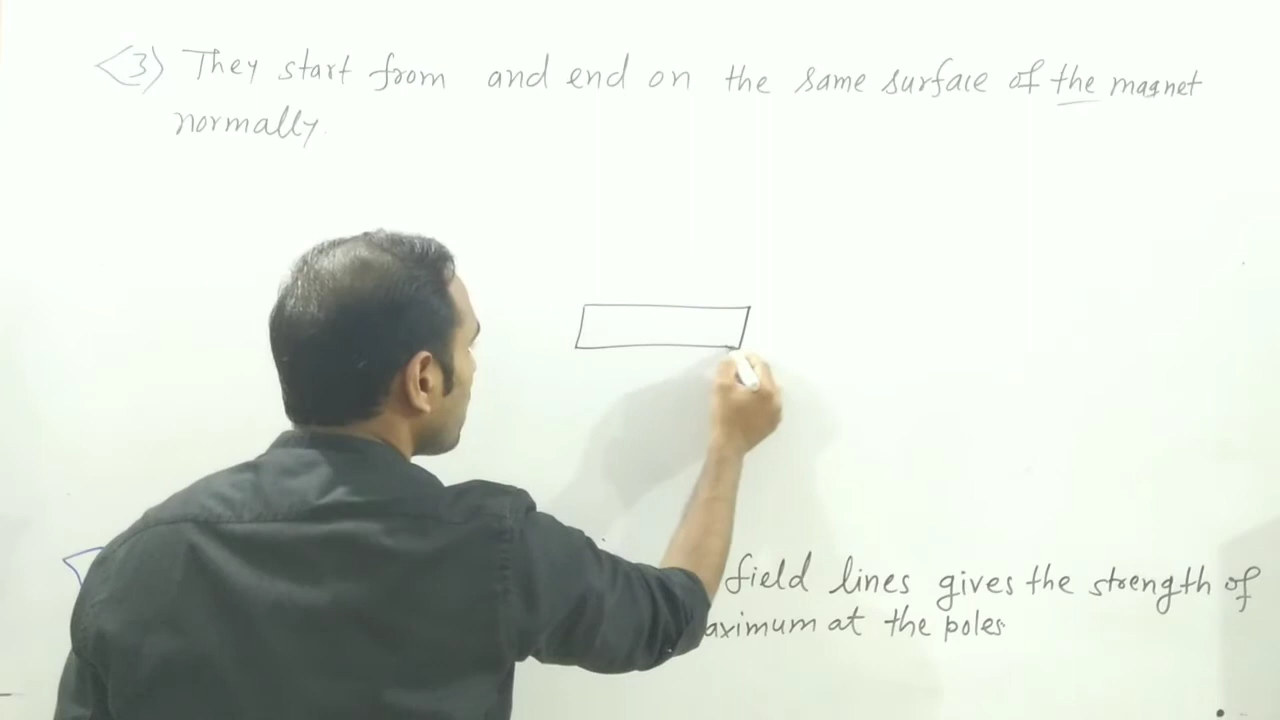 <3> They start from and end on the same surface of the magnet
normally.
field lines gives the strength of
aximum at the poles